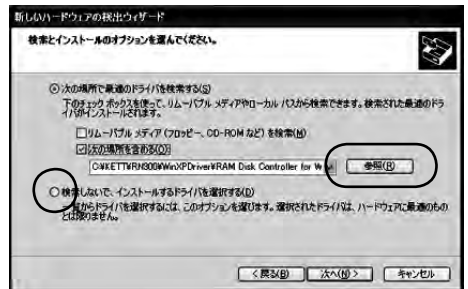 新しいハードウェアの検出ウィザード
検索とインストールのオプションを選んでください。
次の場所で最適のドライバを検索する(S)
下のチェック ボックスを使って、リムーバブル メディアやローカル パスから検索できます。検索された最適のドラ
イバがインストールされます。
リムーバブル メディア (フロッピー、CD-ROM など) を検索(M)
次の場所を含める(O)
C:¥KETT¥RN300¥WinXPDriver¥RAM Disk Controller for W
参照(R)
検索しないで、インストールするドライバを選択する(D)
一覧からドライバを選択するには、このオプションを選びます。選択されたドライバは、ハードウェアに最適のもの
とは限りません。
< 戻る(B)
次へ(N) >
キャンセル